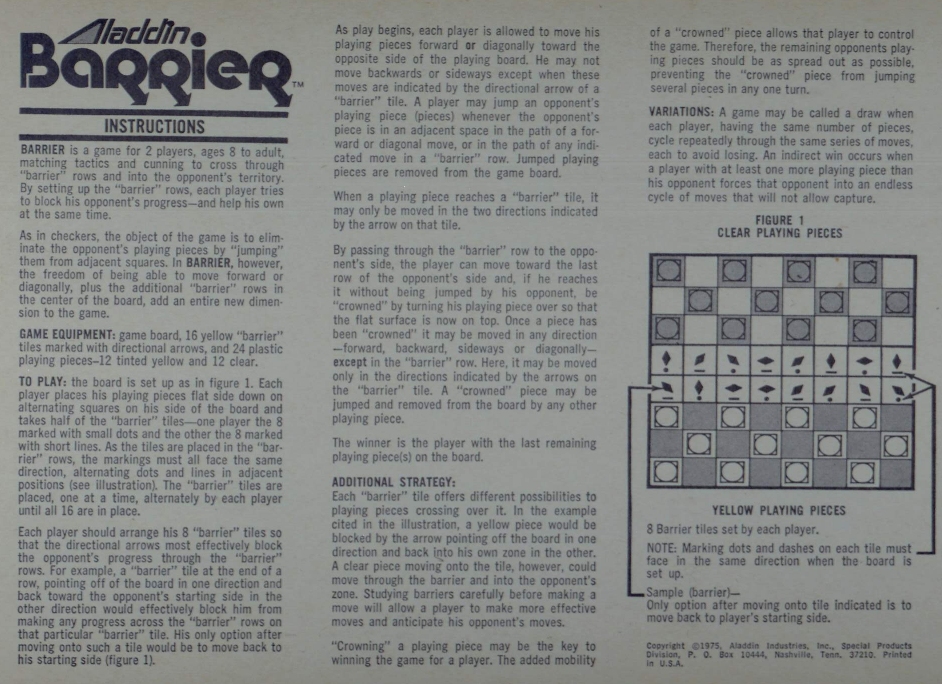 Aladdin
BARRIER™
INSTRUCTIONS
BARRIER is a game for 2 players, ages 8 to adult,
matching tactics and cunning to cross through
"barrier" rows and into the opponent's territory.
By setting up the "barrier" rows, each player tries
to block his opponent's progress—and help his own
at the same time.
As in checkers, the object of the game is to elim-
inate the opponent's playing pieces by "jumping"
them from adjacent squares. In BARRIER, however,
the freedom of being able to move forward or
diagonally, plus the additional "barrier" rows in
the center of the board, add an entire new dimen-
sion to the game.
GAME EQUIPMENT: game board, 16 yellow "barrier"
tiles marked with directional arrows, and 24 plastic
playing pieces-12 tinted yellow and 12 clear.
TO PLAY: the board is set up as in figure 1. Each
player places his playing pieces flat side down on
alternating squares on his side of the board and
takes half of the "barrier" tiles—one player the 8
marked with small dots and the other the 8 marked
with short lines. As the tiles are placed in the "bar-
rier" rows, the markings must all face the same
direction, alternating dots and lines in adjacent
positions (see illustration). The "barrier" tiles are
placed, one at a time, alternately by each player
until all 16 are in place.
Each player should arrange his 8 "barrier" tiles so
that the directional arrows most effectively block
the opponent's progress through the "barrier"
rows. For example, a "barrier" tile at the end of a
row, pointing off of the board in one direction and
back toward the opponent's starting side in the
other direction would effectively block him from
making any progress across the "barrier" rows on
that particular "barrier" tile. His only option after
moving onto such a tile would be to move back to
his starting side (figure 1).
As play begins, each player is allowed to move his
playing pieces forward or diagonally toward the
opposite side of the playing board. He may not
move backwards or sideways except when these
moves are indicated by the directional arrow of a
"barrier" tile. A player may jump an opponent's
playing piece (pieces) whenever the opponent's
piece is in an adjacent space in the path of a for-
ward or diagonal move, or in the path of any indi-
cated move in a "barrier" row. Jumped playing
pieces are removed from the game board.
When a playing piece reaches a "barrier" tile, it
may only be moved in the two directions indicated
by the arrow on that tile.
By passing through the "barrier" row to the oppo-
nent's side, the player can move toward the last
row of the opponent's side and, if he reaches
it without being jumped by his opponent, be
"crowned" by turning his playing piece over so that
the flat surface is now on top. Once a piece has
been "crowned" it may be moved in any direction
—forward, backward, sideways or diagonally—
except in the "barrier" row. Here, it may be moved
only in the directions indicated by the arrows on
the "barrier" tile. A "crowned" piece may be
jumped and removed from the board by any other
playing piece.
The winner is the player with the last remaining
playing piece(s) on the board.
ADDITIONAL STRATEGY:
Each "barrier" tile offers different possibilities to
playing pieces crossing over it. In the example
cited in the illustration, a yellow piece would be
blocked by the arrow pointing off the board in one
direction and back into his own zone in the other.
A clear piece moving onto the tile, however, could
move through the barrier and into the opponent's
zone. Studying barriers carefully before making a
move will allow a player to make more effective
moves and anticipate his opponent's moves.
"Crowning" a playing piece may be the key to
winning the game for a player. The added mobility
of a "crowned" piece allows that player to control
the game. Therefore, the remaining opponents play-
ing pieces should be as spread out as possible,
preventing the "crowned" piece from jumping
several pieces in any one turn.
VARIATIONS: A game may be called a draw when
each player, having the same number of pieces,
cycle repeatedly through the same series of moves,
each to avoid losing. An indirect win occurs when
a player with at least one more playing piece than
his opponent forces that opponent into an endless
cycle of moves that will not allow capture.
FIGURE 1
CLEAR PLAYING PIECES
YELLOW PLAYING PIECES
8 Barrier tiles set by each player.
NOTE: Marking dots and dashes on each tile must
face in the same direction when the board is
set up.
Sample (barrier)—
Only option after moving onto tile indicated is to
move back to player's starting side.
Copyright ©1975, Aladdin Industries, Inc., Special Products
Division, P. O. Box 10444, Nashville, Tenn. 37210. Printed
in U.S.A.